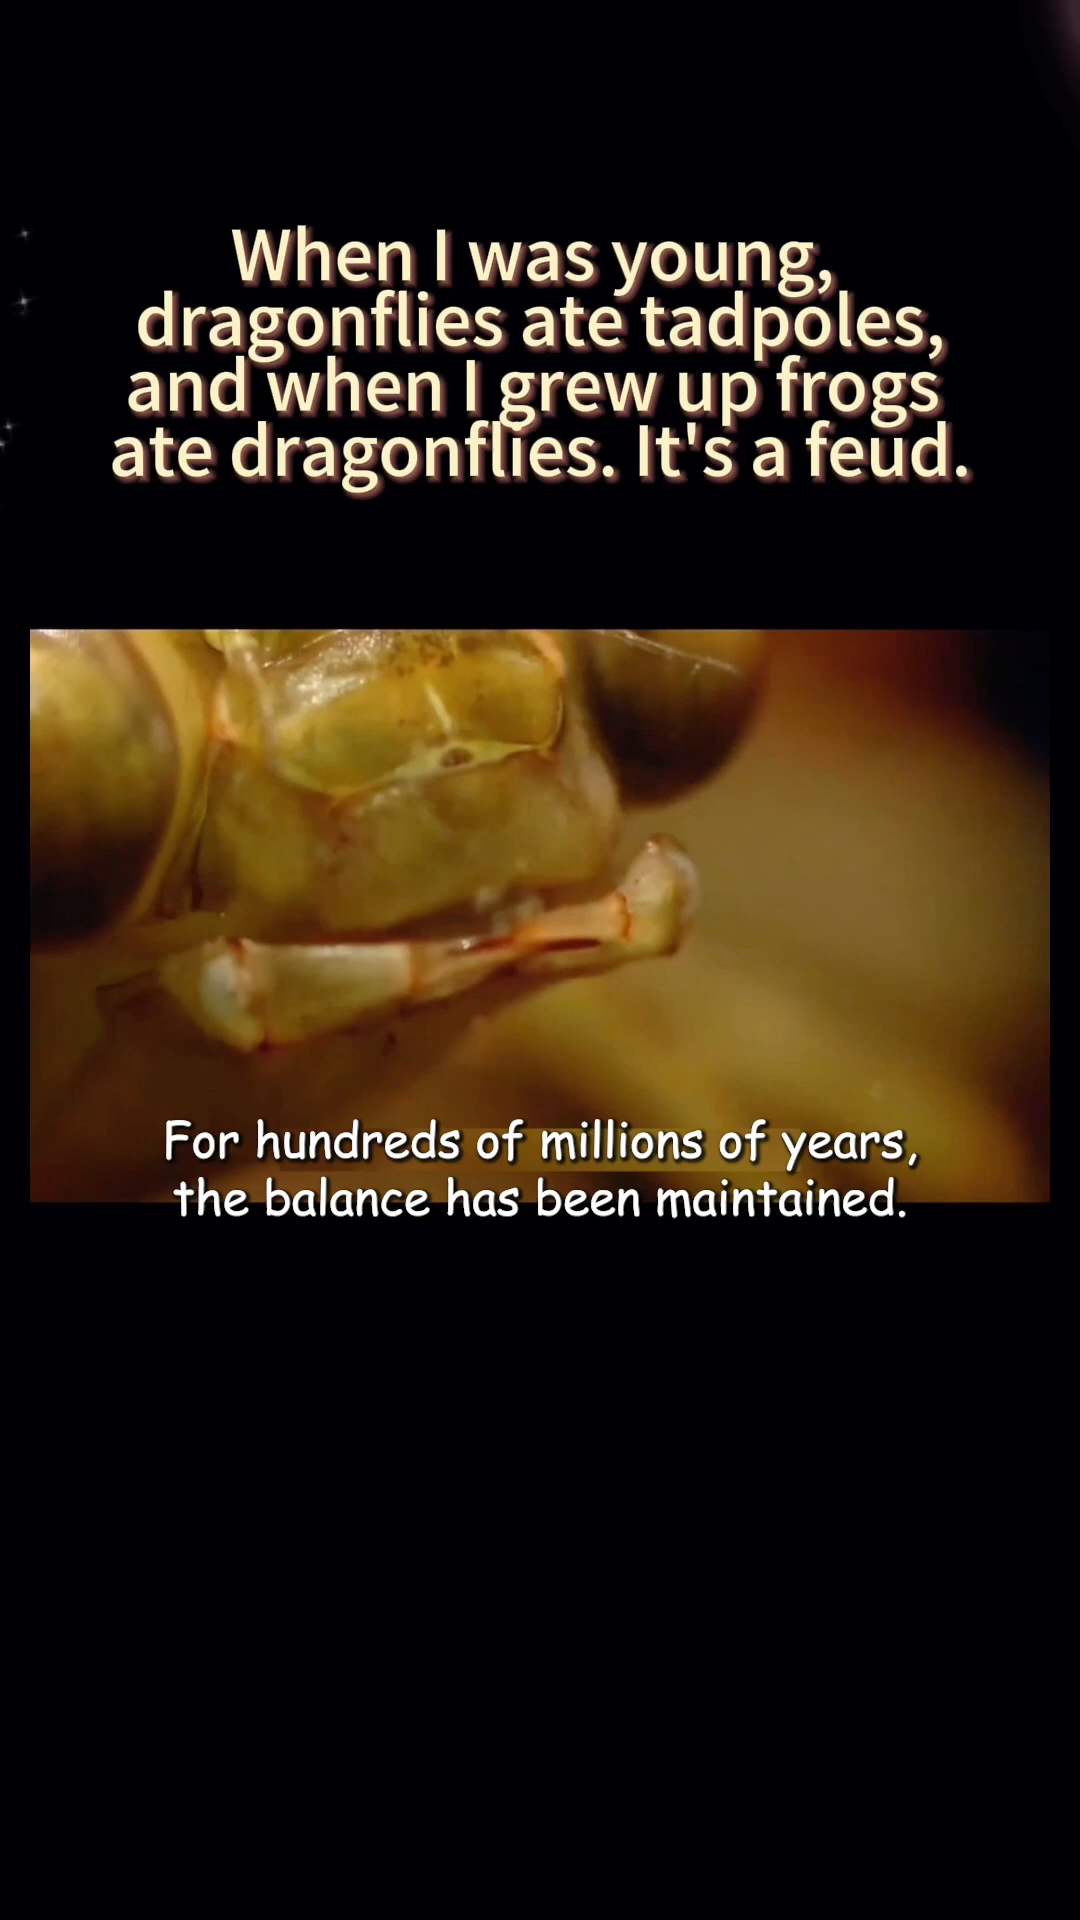 When I was young,
dragonflies ate tadpoles,
and when I grew up frogs
ate dragonflies. It's a feud.
For hundreds of millions of years,
the balance has been maintained.